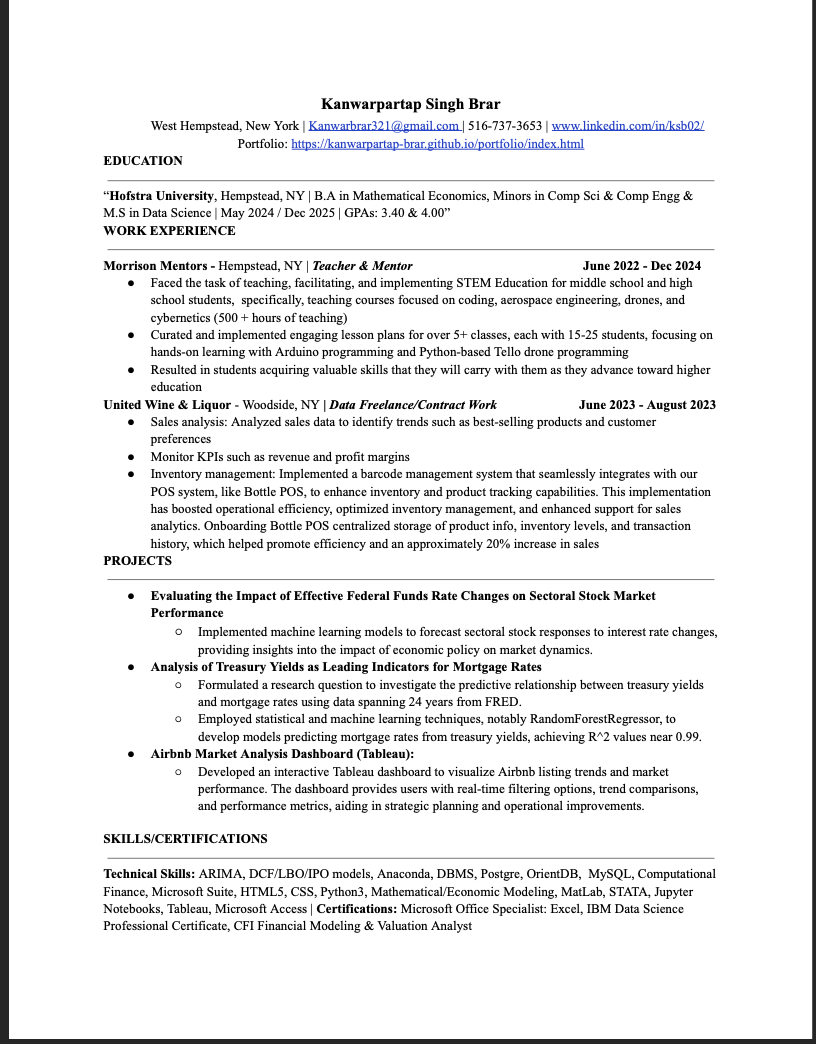 Kanwarpartap Singh Brar
West Hempstead, New York | Kanwarbrar321@gmail.com | 516-737-3653 | www.linkedin.com/in/ksb02/
Portfolio: https://kanwarpartap-brar.github.io/portfolio/index.html
EDUCATION
“Hofstra University, Hempstead, NY | B.A in Mathematical Economics, Minors in Comp Sci & Comp Engg &
M.S in Data Science | May 2024 / Dec 2025 | GPAs: 3.40 & 4.00”
WORK EXPERIENCE
Morrison Mentors - Hempstead, NY | Teacher & Mentor June 2022 - Dec 2024
● Faced the task of teaching, facilitating, and implementing STEM Education for middle school and high
school students, specifically, teaching courses focused on coding, aerospace engineering, drones, and
cybernetics (500 + hours of teaching)
● Curated and implemented engaging lesson plans for over 5+ classes, each with 15-25 students, focusing on
hands-on learning with Arduino programming and Python-based Tello drone programming
● Resulted in students acquiring valuable skills that they will carry with them as they advance toward higher
education
United Wine & Liquor - Woodside, NY | Data Freelance/Contract Work June 2023 - August 2023
● Sales analysis: Analyzed sales data to identify trends such as best-selling products and customer
preferences
● Monitor KPIs such as revenue and profit margins
● Inventory management: Implemented a barcode management system that seamlessly integrates with our
POS system, like Bottle POS, to enhance inventory and product tracking capabilities. This implementation
has boosted operational efficiency, optimized inventory management, and enhanced support for sales
analytics. Onboarding Bottle POS centralized storage of product info, inventory levels, and transaction
history, which helped promote efficiency and an approximately 20% increase in sales
PROJECTS
● Evaluating the Impact of Effective Federal Funds Rate Changes on Sectoral Stock Market
Performance
○ Implemented machine learning models to forecast sectoral stock responses to interest rate changes,
providing insights into the impact of economic policy on market dynamics.
● Analysis of Treasury Yields as Leading Indicators for Mortgage Rates
○ Formulated a research question to investigate the predictive relationship between treasury yields
and mortgage rates using data spanning 24 years from FRED.
○ Employed statistical and machine learning techniques, notably RandomForestRegressor, to
develop models predicting mortgage rates from treasury yields, achieving R^2 values near 0.99.
● Airbnb Market Analysis Dashboard (Tableau):
○ Developed an interactive Tableau dashboard to visualize Airbnb listing trends and market
performance. The dashboard provides users with real-time filtering options, trend comparisons,
and performance metrics, aiding in strategic planning and operational improvements.
SKILLS/CERTIFICATIONS
Technical Skills: ARIMA, DCF/LBO/IPO models, Anaconda, DBMS, Postgre, OrientDB, MySQL, Computational
Finance, Microsoft Suite, HTML5, CSS, Python3, Mathematical/Economic Modeling, MatLab, STATA, Jupyter
Notebooks, Tableau, Microsoft Access | Certifications: Microsoft Office Specialist: Excel, IBM Data Science
Professional Certificate, CFI Financial Modeling & Valuation Analyst